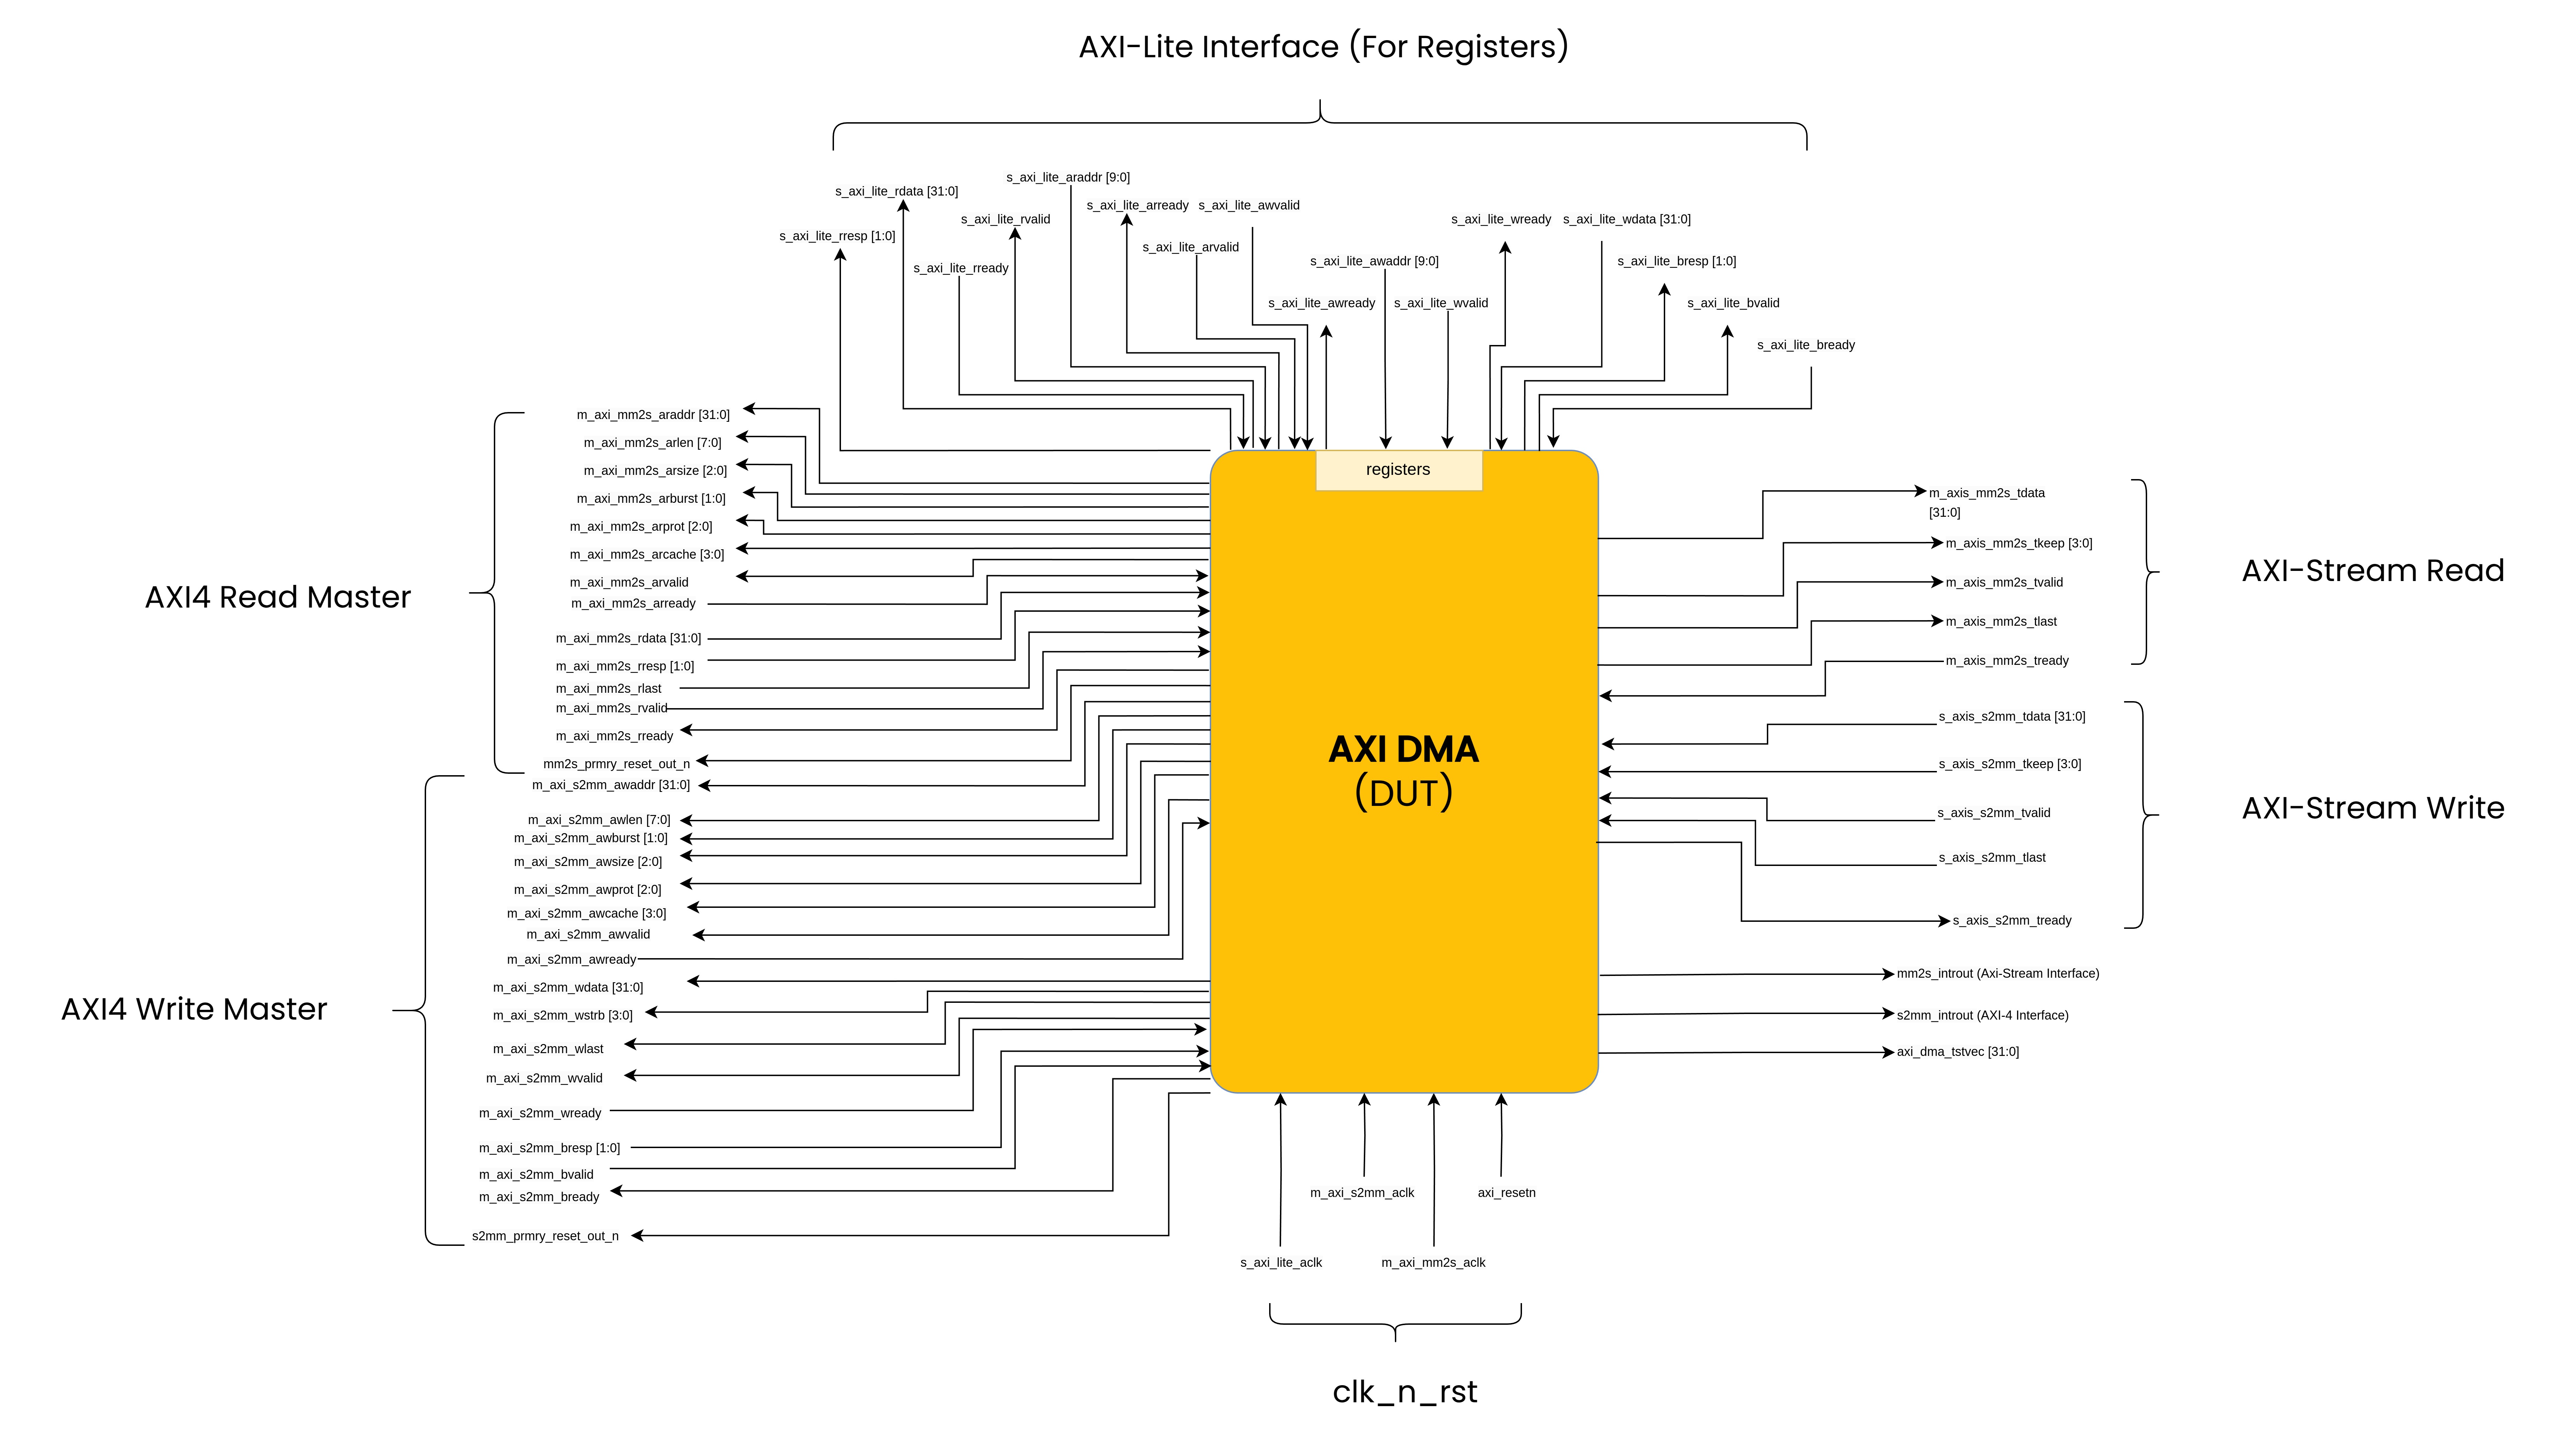 AXI-Lite Interface (For Registers)
s_axi_lite_araddr [9:0]
s_axi_lite_rdata [31:0]
s_axi_lite_arready
s_axi_lite_awvalid
s_axi_lite_rvalid
s_axi_lite_wready
s_axi_lite_wdata [31:0]
s_axi_lite_rresp [1:0]
s_axi_lite_arvalid
s_axi_lite_rready
s_axi_lite_awaddr [9:0]
s_axi_lite_bresp [1:0]
s_axi_lite_awready
s_axi_lite_wvalid
s_axi_lite_bvalid
s_axi_lite_bready
AXI4 Read Master
m_axi_mm2s_araddr [31:0]
m_axi_mm2s_arlen [7:0]
m_axi_mm2s_arsize [2:0]
m_axi_mm2s_arburst [1:0]
m_axi_mm2s_arprot [2:0]
m_axi_mm2s_arcache [3:0]
m_axi_mm2s_arvalid
m_axi_mm2s_arready
m_axi_mm2s_rdata [31:0]
m_axi_mm2s_rresp [1:0]
m_axi_mm2s_rlast
m_axi_mm2s_rvalid
m_axi_mm2s_rready
mm2s_prmry_reset_out_n
AXI4 Write Master
m_axi_s2mm_awaddr [31:0]
m_axi_s2mm_awlen [7:0]
m_axi_s2mm_awburst [1:0]
m_axi_s2mm_awsize [2:0]
m_axi_s2mm_awprot [2:0]
m_axi_s2mm_awcache [3:0]
m_axi_s2mm_awvalid
m_axi_s2mm_awready
m_axi_s2mm_wdata [31:0]
m_axi_s2mm_wstrb [3:0]
m_axi_s2mm_wlast
m_axi_s2mm_wvalid
m_axi_s2mm_wready
m_axi_s2mm_bresp [1:0]
m_axi_s2mm_bvalid
m_axi_s2mm_bready
s2mm_prmry_reset_out_n
registers
AXI DMA
(DUT)
m_axis_mm2s_tdata
[31:0]
m_axis_mm2s_tkeep [3:0]
m_axis_mm2s_tvalid
m_axis_mm2s_tlast
m_axis_mm2s_tready
AXI-Stream Read
s_axis_s2mm_tdata [31:0]
s_axis_s2mm_tkeep [3:0]
s_axis_s2mm_tvalid
s_axis_s2mm_tlast
s_axis_s2mm_tready
AXI-Stream Write
mm2s_introut (Axi-Stream Interface)
s2mm_introut (AXI-4 Interface)
axi_dma_tstvec [31:0]
m_axi_s2mm_aclk
axi_resetn
s_axi_lite_aclk
m_axi_mm2s_aclk
clk_n_rst